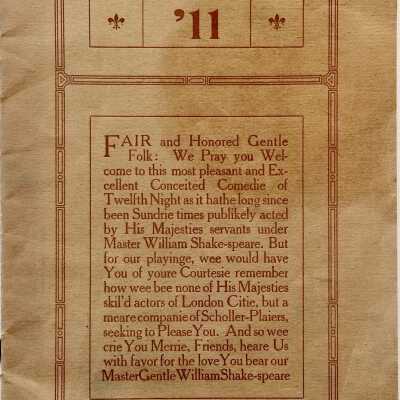 '11
FAIR and Honored Gentle
Folk: We Pray you Wel-
come to this most pleasant and Ex-
cellent Conceited Comedie of
Twelfth Night as it hathe long since
been Sundrie times publikely acted
by His Majesties servants under
Master William Shake-speare. But
for our playinge, wee would have
You of youre Courtesie remember
how wee bee none of His Majesties
skil'd actors of London Citie, but a
meare companie of Scholler-Plaiers,
seeking to Please You. And so wee
crie You Merrie, Friends, heare Us
with favor for the love You bear our
Master Gentle William Shake-speare